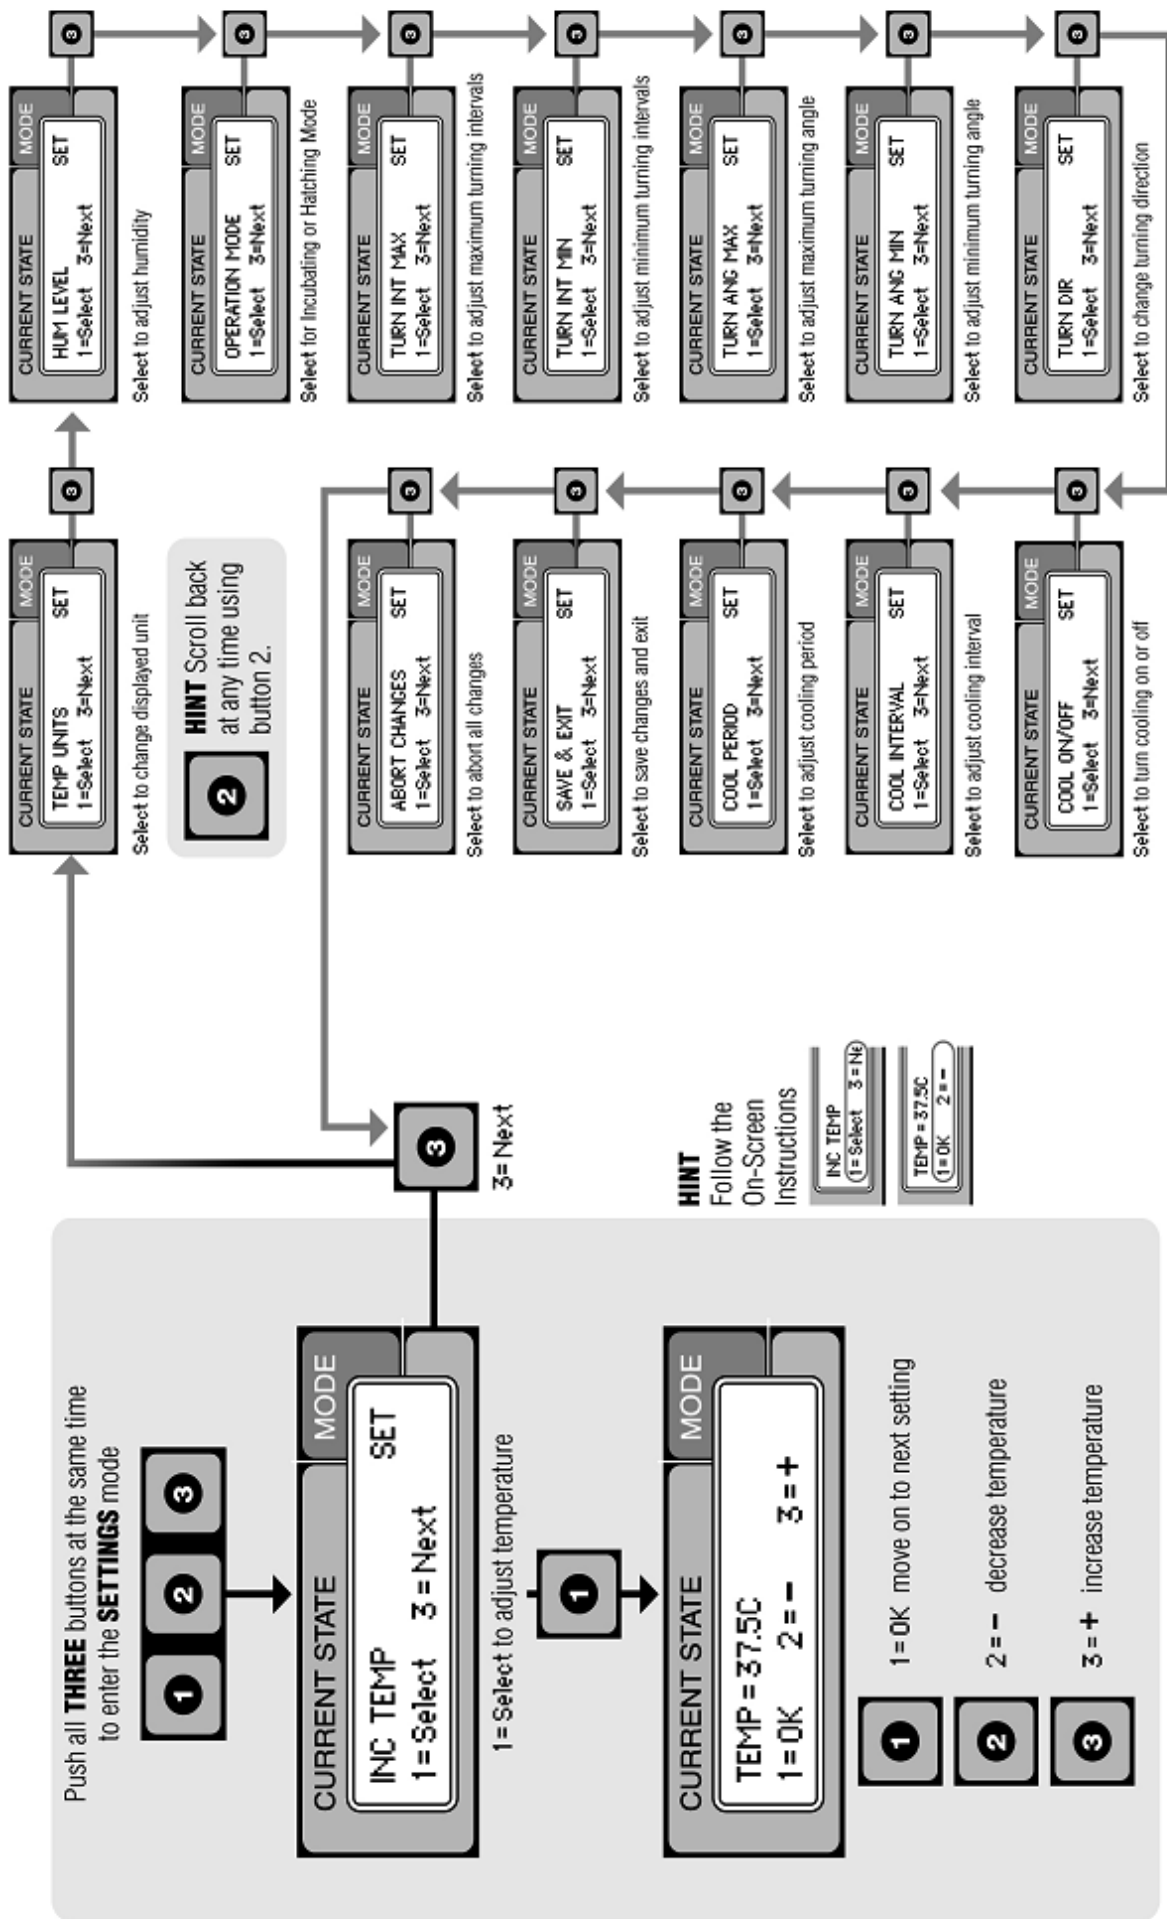 Push all THREE buttons at the same time
to enter the SETTINGS mode
1 2 3
CURRENT STATE MODE
INC TEMP SET
1=Select 3=Next
1=Select to adjust temperature
1
CURRENT STATE MODE
TEMP=37.5C
1=OK 2=− 3=+
1 1=OK move on to next setting
2 2=− decrease temperature
3 3=+ increase temperature
3
3=Next
HINT
Follow the
On-Screen
Instructions
INC TEMP
1=Select 3=Ne
TEMP=37.5C
1=OK 2=−
CURRENT STATE MODE
TEMP UNITS SET
1=Select 3=Next
3
Select to change displayed unit
2
HINT Scroll back
at any time using
button 2.
CURRENT STATE MODE
HUM LEVEL SET
1=Select 3=Next
3
Select to adjust humidity
CURRENT STATE MODE
OPERATION MODE SET
1=Select 3=Next
3
Select for Incubating or Hatching Mode
CURRENT STATE MODE
TURN INT MAX SET
1=Select 3=Next
3
Select to adjust maximum turning intervals
CURRENT STATE MODE
TURN INT MIN SET
1=Select 3=Next
3
Select to adjust minimum turning intervals
CURRENT STATE MODE
TURN ANG MAX SET
1=Select 3=Next
3
Select to adjust maximum turning angle
CURRENT STATE MODE
TURN ANG MIN SET
1=Select 3=Next
3
Select to adjust minimum turning angle
CURRENT STATE MODE
TURN DIR SET
1=Select 3=Next
3
Select to change turning direction
CURRENT STATE MODE
COOL ON/OFF SET
1=Select 3=Next
3
Select to turn cooling on or off
CURRENT STATE MODE
COOL INTERVAL SET
1=Select 3=Next
3
Select to adjust cooling interval
CURRENT STATE MODE
COOL PERIOD SET
1=Select 3=Next
3
Select to adjust cooling period
CURRENT STATE MODE
SAVE & EXIT SET
1=Select 3=Next
3
Select to save changes and exit
CURRENT STATE MODE
ABORT CHANGES SET
1=Select 3=Next
3
Select to abort all changes